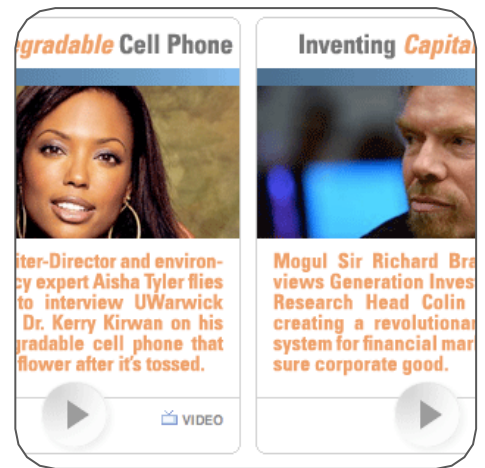 egradable Cell Phone
iter-Director and environ-
cy expert Aisha Tyler flies
to interview UWarwick
Dr. Kerry Kirwan on his
gradable cell phone that
flower after it's tossed.
VIDEO
Inventing Capita
Mogul Sir Richard Bra
views Generation Inves
Research Head Colin
creating a revolutionar
system for financial mar
sure corporate good.